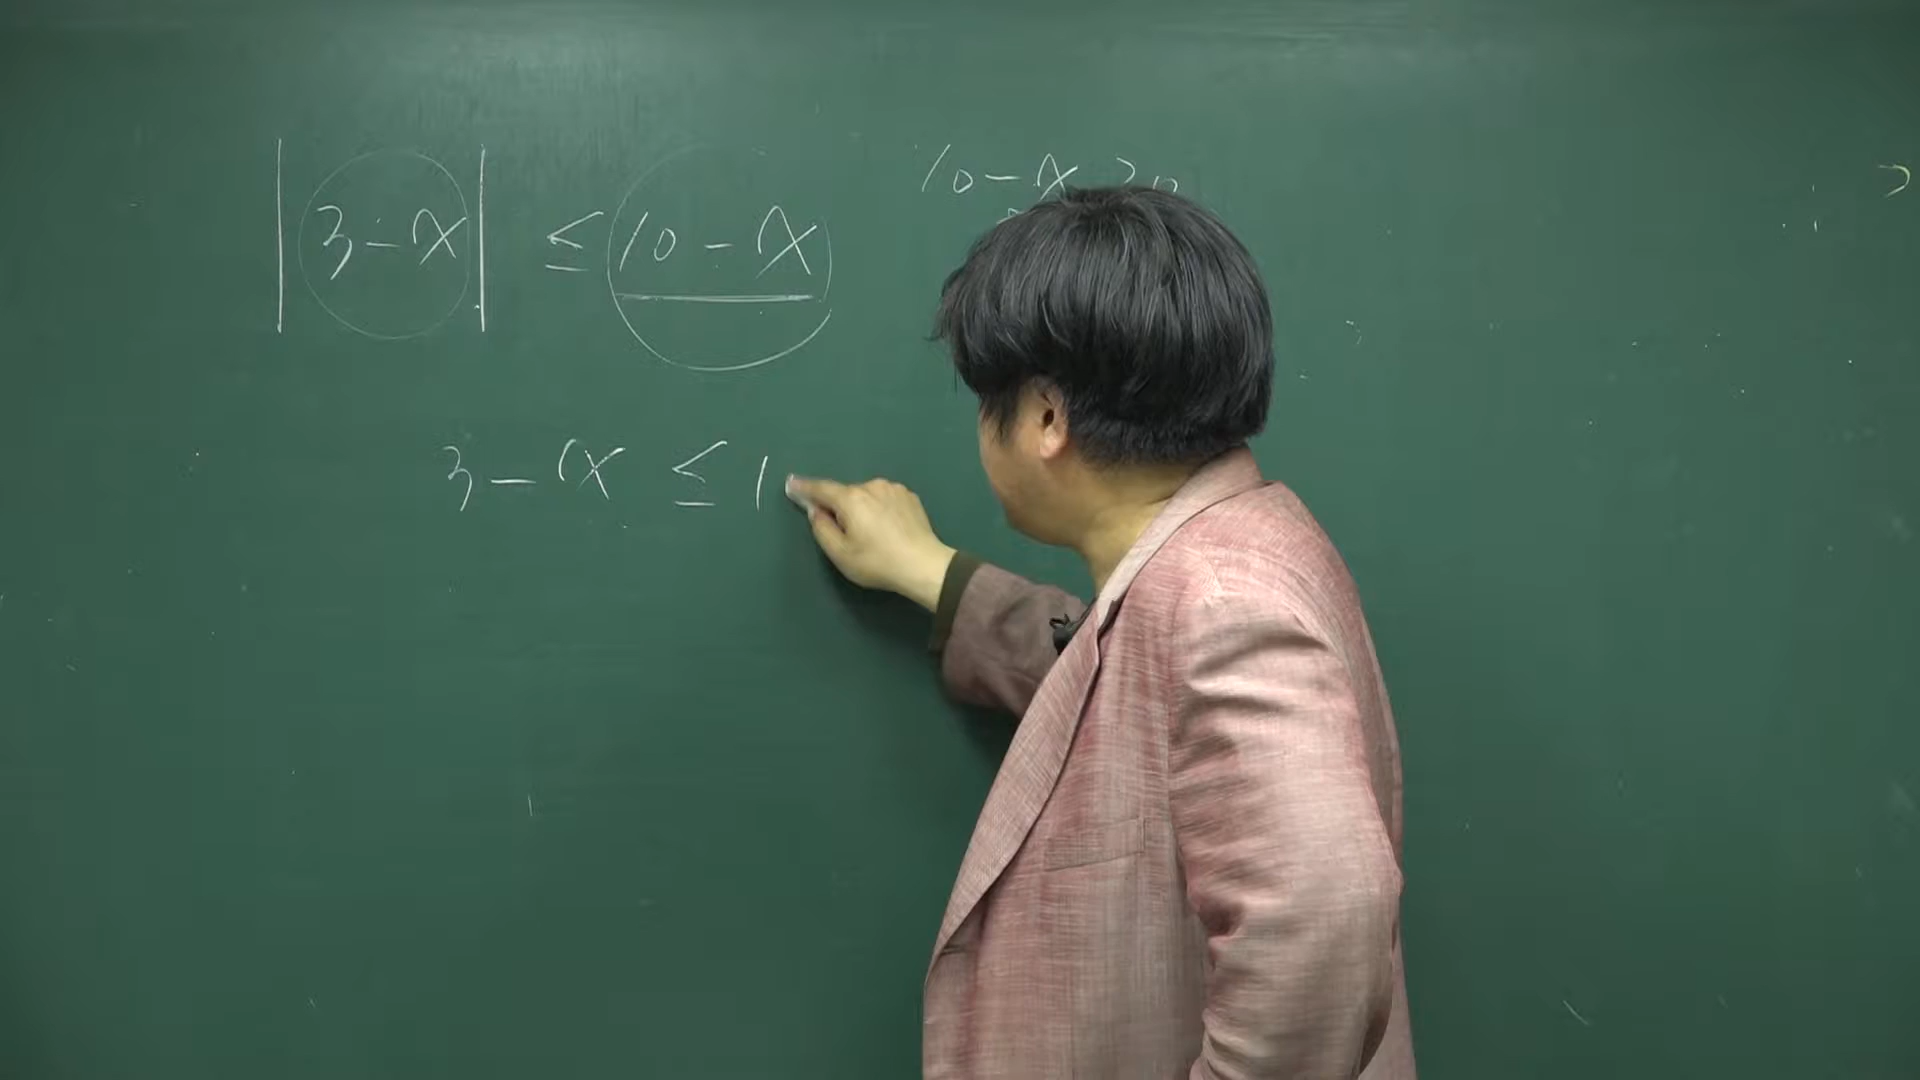 |3-x| ≤ 10-x
10-x >0
3-x ≤ 1